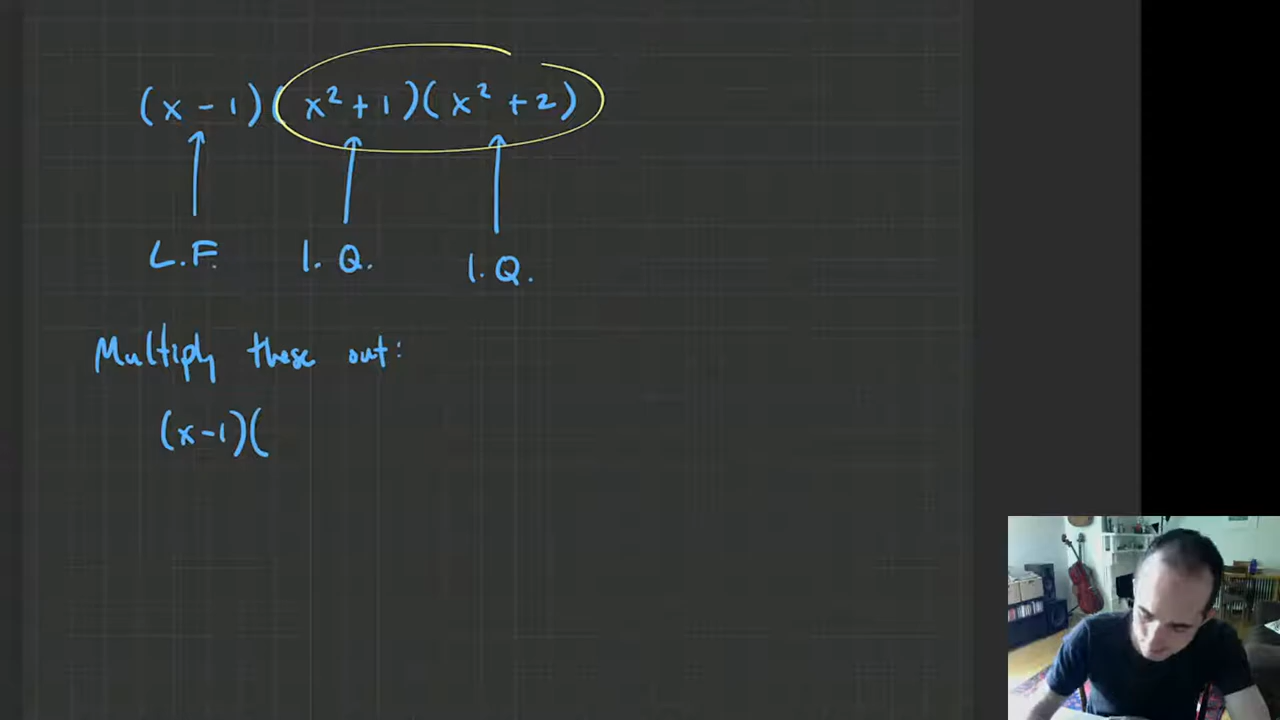 (x - 1)(x² + 1)(x² + 2)
L.F. I.Q. I.Q.
Multiply these out:
(x-1)(